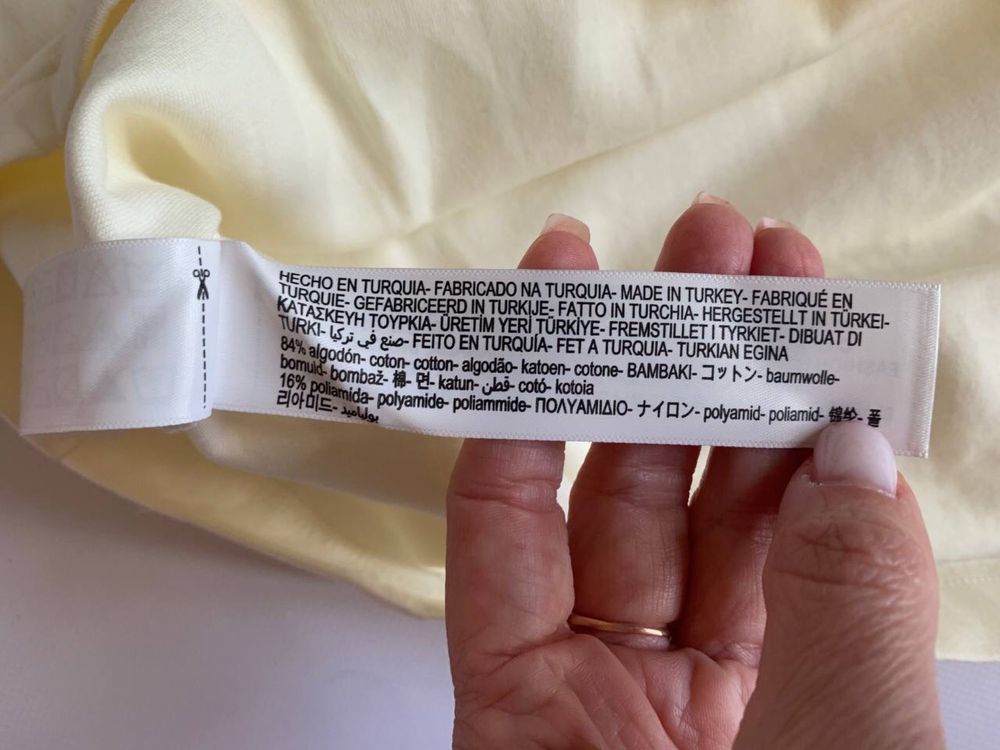 HECHO EN TURQUIA- FABRICADO NA TURQUIA- MADE IN TURKEY- FABRIQUÉ EN
TURQUIE- GEFABRICEERD IN TURKIJE- FATTO IN TURCHIA- HERGESTELLT IN TÜRKEI-
ΚΑΤΑΣΚΕΥΗ ΤΟΥΡΚΙΑ- ÜRETİM YERİ TÜRKİYE- FREMSTILLET I TYRKIET- DIBUAT DI
TURKI- صنع في تركيا- FEITO EN TURQUÍA- FET A TURQUIA- TURKIAN EGINA
84% algodón- coton- cotton- algodão- katoen- cotone- ΒΑΜΒΑΚΙ- コットン- baumwolle-
bomuld- bombaž- 棉- 면- katun- قطن- cotó- kotoia
16% poliamida- polyamide- poliammide- ΠΟΛΥΑΜΙΔΙΟ- ナイロン- polyamid- poliamid- 锦纶- 폴
리아미드- بوليأميد-